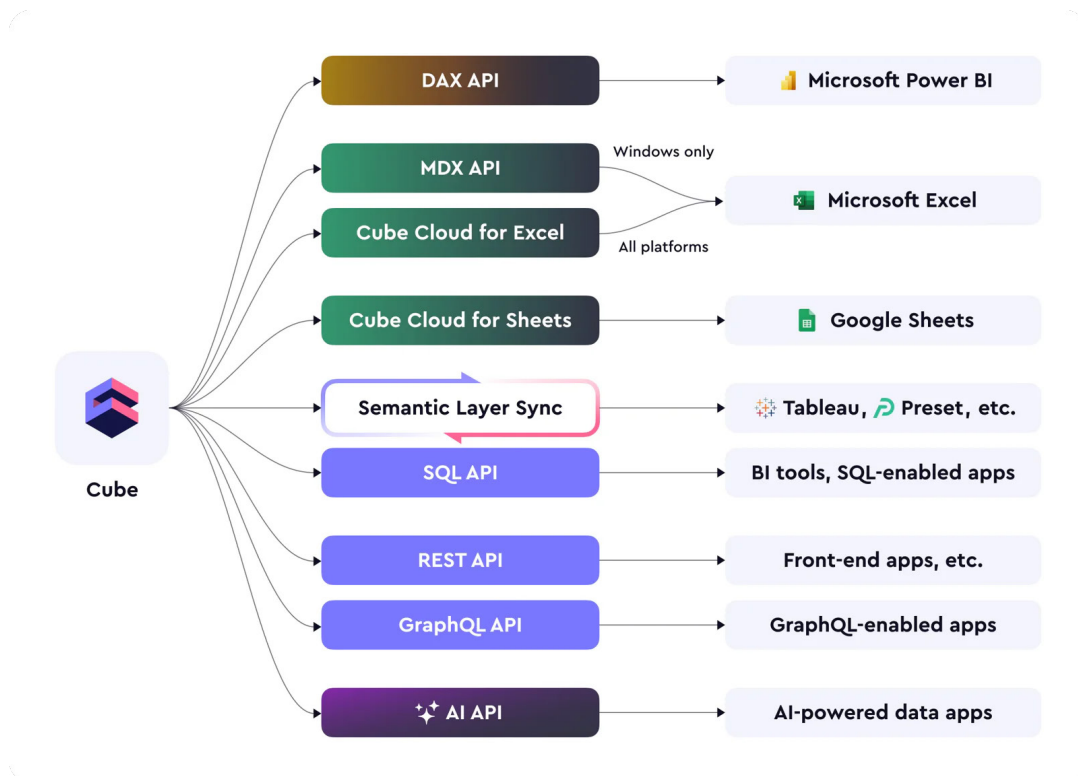 DAX API
Microsoft Power BI
MDX API
Windows only
Microsoft Excel
Cube Cloud for Excel
All platforms
Cube Cloud for Sheets
Google Sheets
Cube
Semantic Layer Sync
Tableau, Preset, etc.
SQL API
BI tools, SQL-enabled apps
REST API
Front-end apps, etc.
GraphQL API
GraphQL-enabled apps
AI API
AI-powered data apps